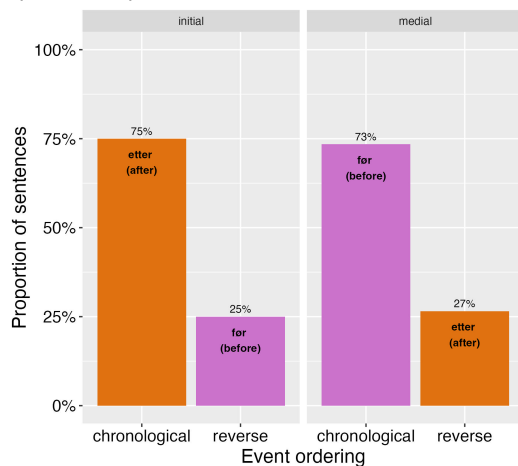 initial
medial
Proportion of sentences
100%
75%
50%
25%
0%
75%
etter
(after)
25%
før
(before)
73%
før
(before)
27%
etter
(after)
chronological
reverse
chronological
reverse
Event ordering